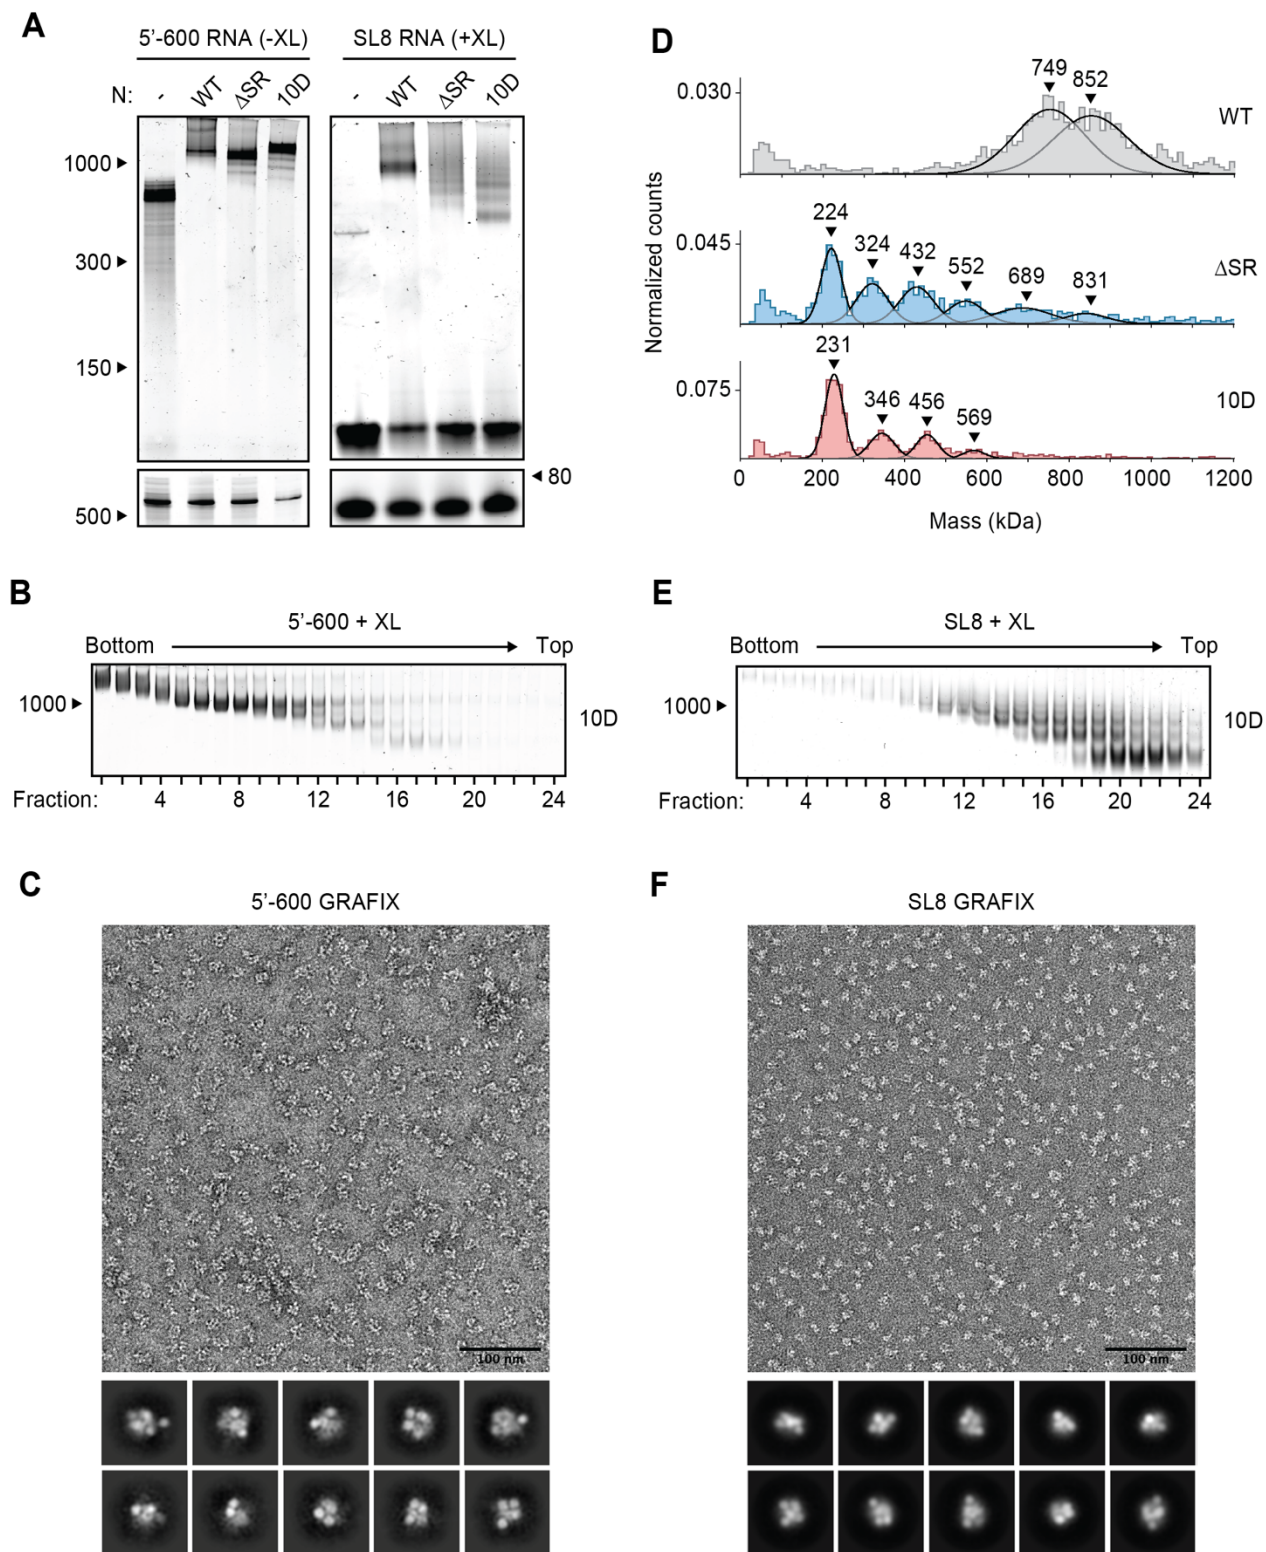 A
5'-600 RNA (-XL)
SL8 RNA (+XL)
N: - WT ΔSR 10D
- WT ΔSR 10D
1000
300
150
500
80
B
5'-600 + XL
Bottom Top
1000
10D
Fraction: 4 8 12 16 20 24
C
5'-600 GRAFIX
100 nm
D
Normalized counts
0.030
749 852
WT
0.045
224 324 432 552 689 831
ΔSR
0.075
231 346 456 569
10D
0 200 400 600 800 1000 1200
Mass (kDa)
E
SL8 + XL
Bottom Top
1000
10D
Fraction: 4 8 12 16 20 24
F
SL8 GRAFIX
100 nm